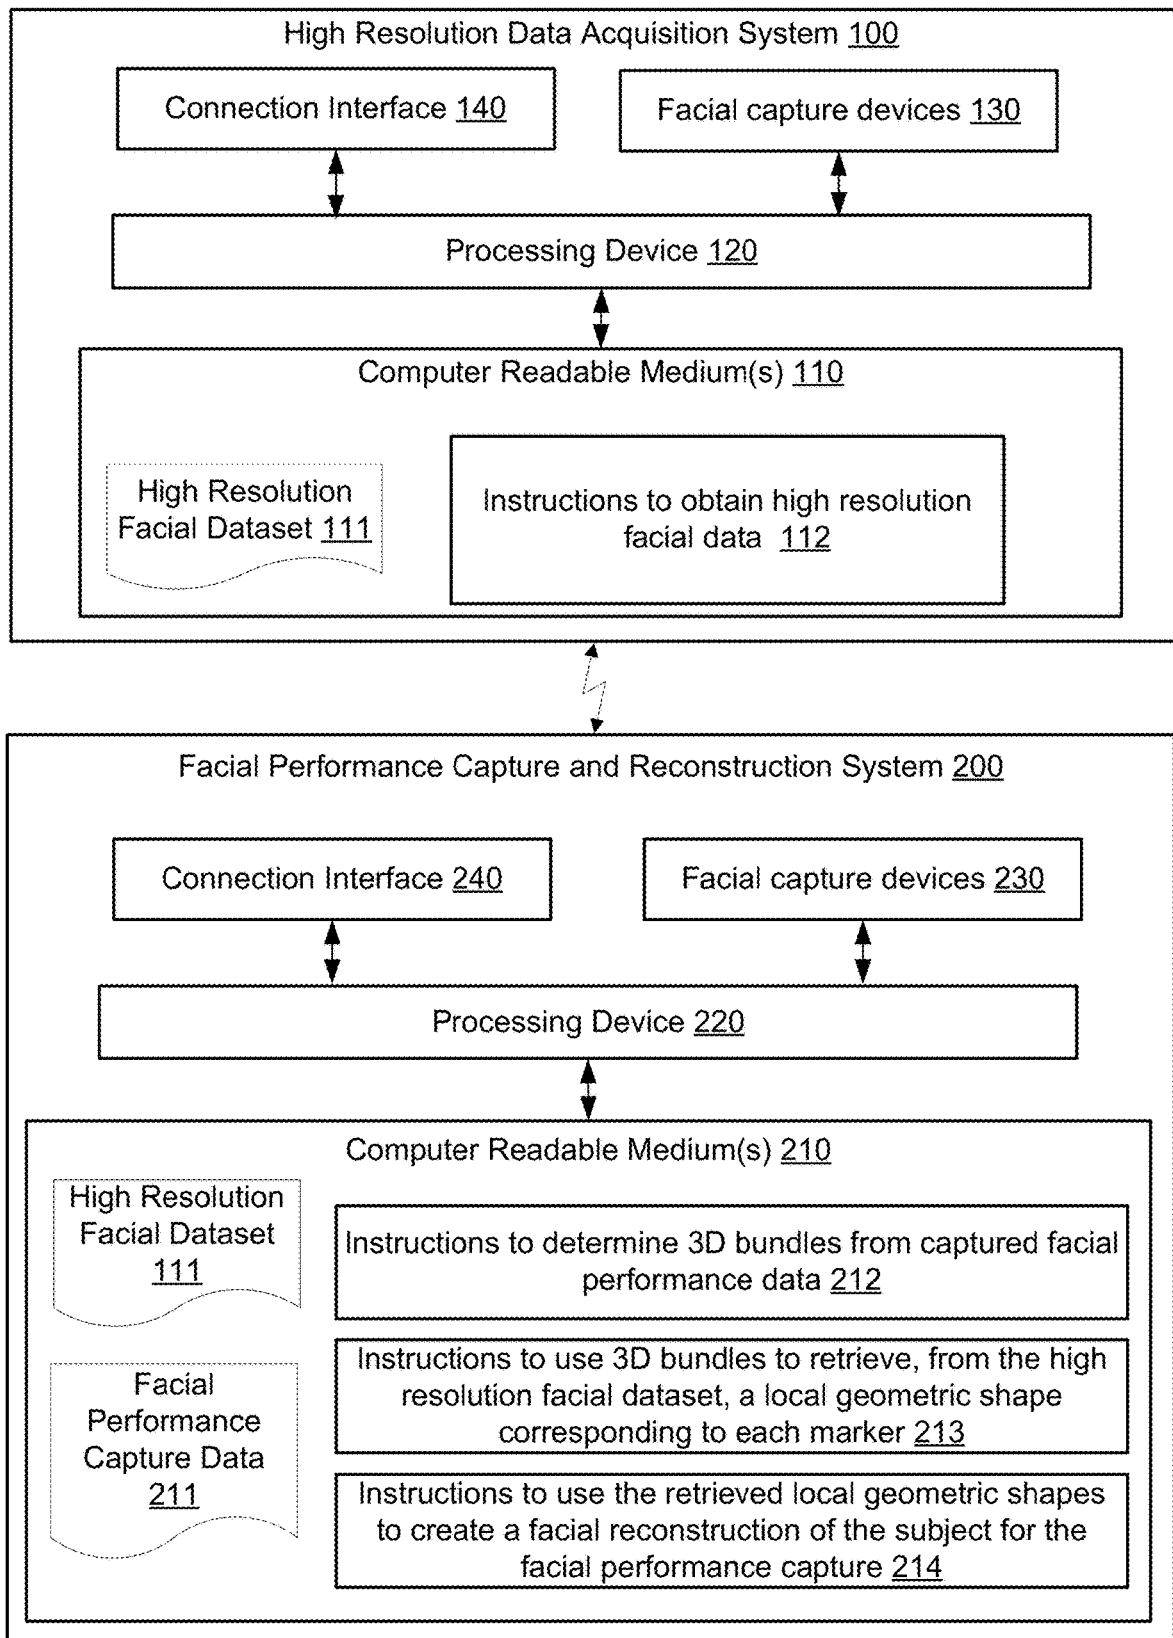 High Resolution Data Acquisition System 100
Connection Interface 140
Facial capture devices 130
Processing Device 120
Computer Readable Medium(s) 110
High Resolution
Facial Dataset 111
Instructions to obtain high resolution
facial data 112
Facial Performance Capture and Reconstruction System 200
Connection Interface 240
Facial capture devices 230
Processing Device 220
Computer Readable Medium(s) 210
High Resolution
Facial Dataset
111
Instructions to determine 3D bundles from captured facial
performance data 212
Instructions to use 3D bundles to retrieve, from the high
resolution facial dataset, a local geometric shape
corresponding to each marker 213
Facial
Performance
Capture Data
211
Instructions to use the retrieved local geometric shapes
to create a facial reconstruction of the subject for the
facial performance capture 214